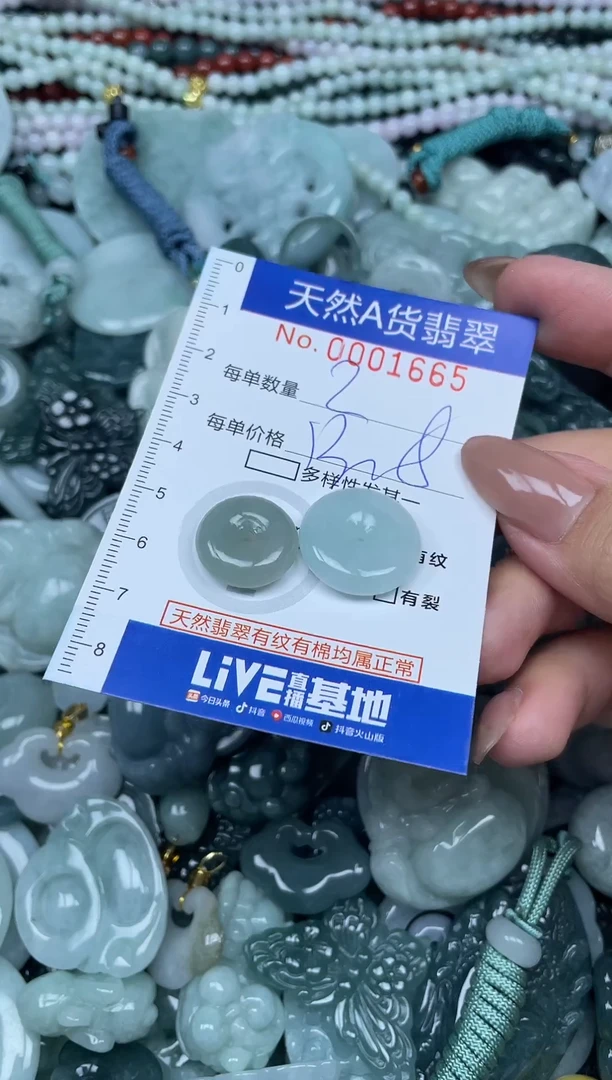 0
天然A货翡翠
1
No. 0001665
2
每单数量 2
3
每单价格
4
多样性发其一
5
有纹
6
有裂
7
天然翡翠有纹有棉均属正常
8
LiVE直播基地
今日头条 抖音 西瓜视频 抖音火山版